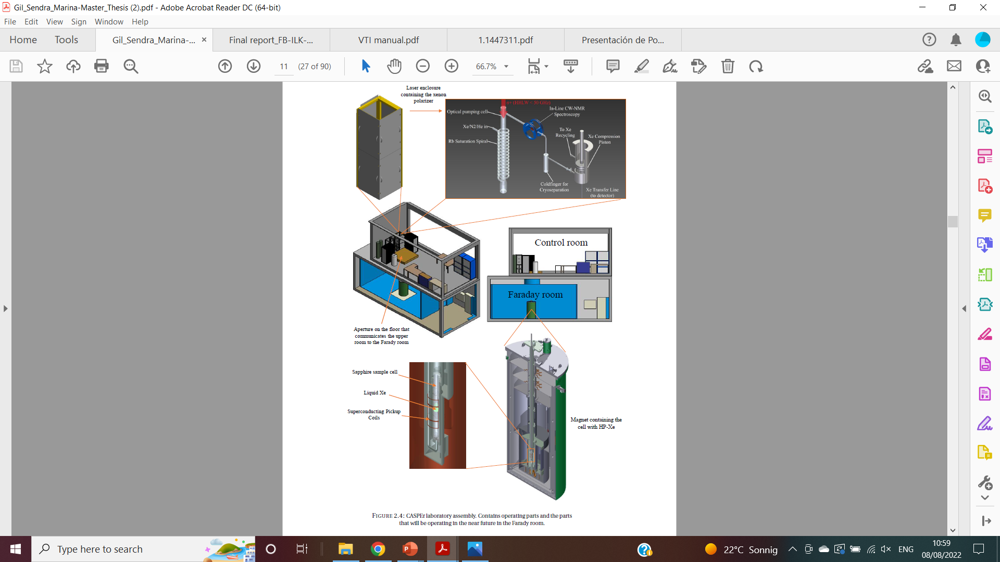 Gil_Sendra_Marina-Master_Thesis (2).pdf - Adobe Acrobat Reader DC (64-bit)
File Edit View Sign Window Help
Home Tools Gil_Sendra_Marina-... Final report_FB-ILK-... VTI manual.pdf 1.1447311.pdf Presentación de Po...
11 (27 of 90) 66.7%
Laser enclosure
containing the xenon
polarizer
σ+ (HHLW < 30 GHz)
Optical pumping cell
In-Line CW-NMR
Spectroscopy
Xe/N2/He in
To Xe
Recycling
Xe Compression
Piston
Rb Saturation Spiral
Coldfinger for
Cryoseparation
Xe Transfer Line
(to detector)
Control room
Faraday room
Aperture on the floor that
communicates the upper
room to the Farady room
Sapphire sample cell
Liquid Xe
Superconducting Pickup
Coils
Magnet containing the
cell with HP-Xe
FIGURE 2.4: CASPEr laboratory assembly. Contains operating parts and the parts
that will be operating in the near future in the Farady room.
Type here to search
22°C Sonnig
ENG
10:59
08/08/2022